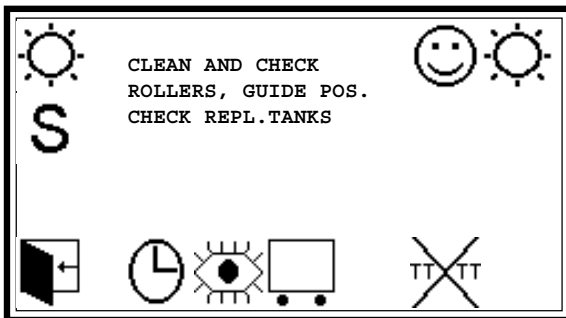 CLEAN AND CHECK
ROLLERS, GUIDE POS.
S
CHECK REPL.TANKS
TT TT